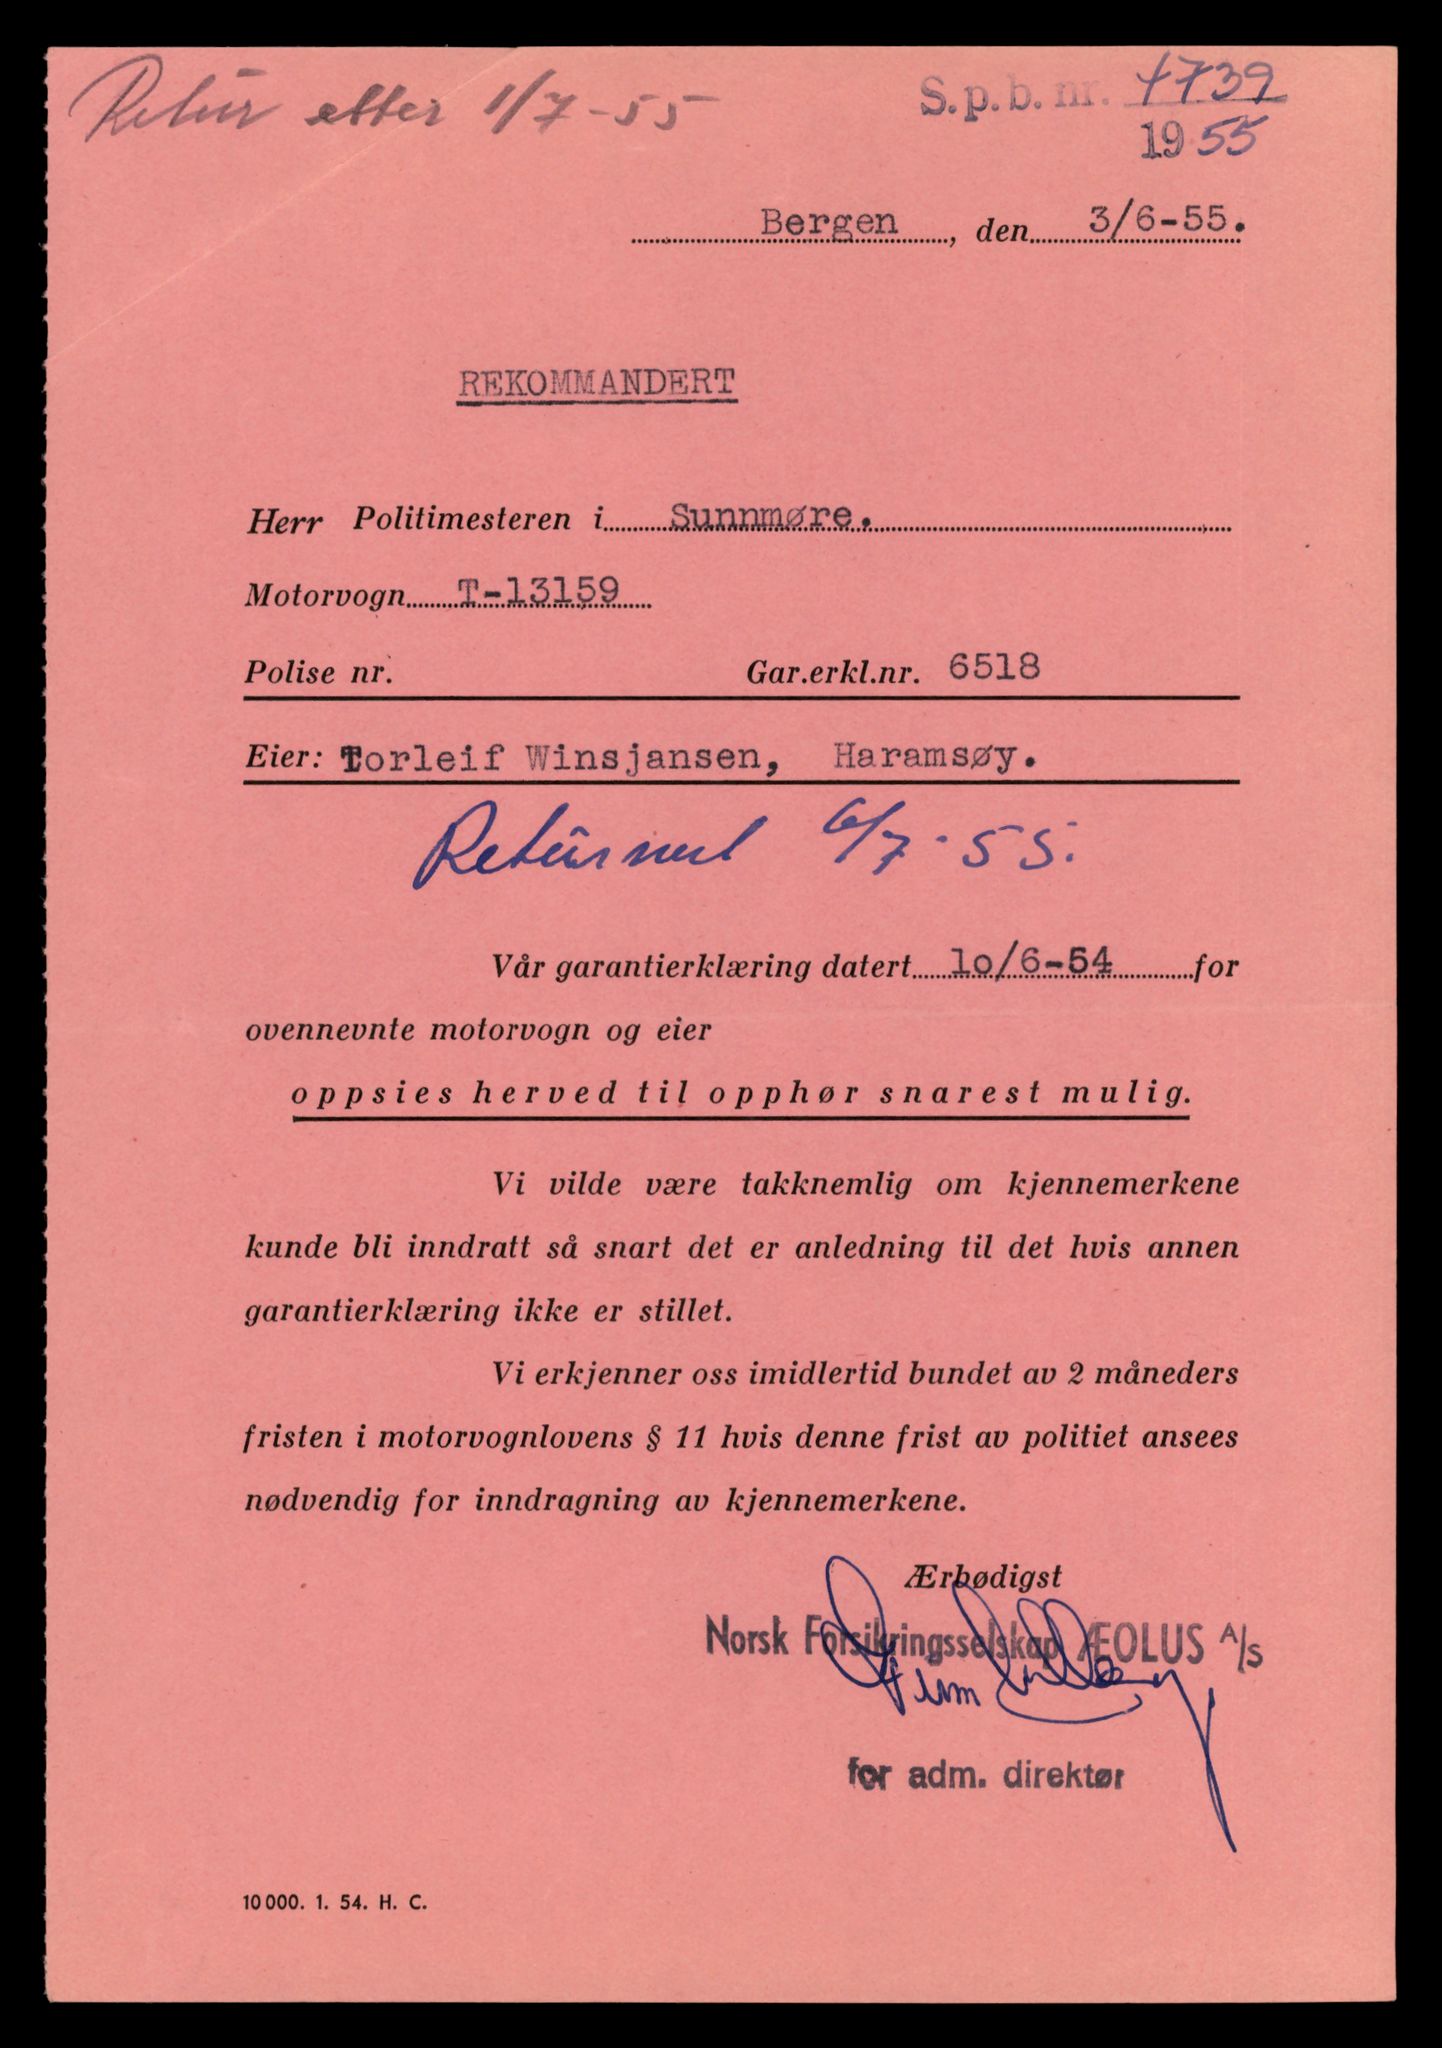 Retur etter 1/7-55
S.p.b. nr. 4739
1955
Bergen, den 3/6-55.
REKOMMANDERT
Herr Politimesteren i Sunnmøre.
Motorvogn T-13159
Polise nr. Gar.erkl.nr. 6518
Eier: Torleif Winsjansen, Haramsøy.
Returnert 6/7-55.
Vår garantierklæring datert 10/6-54 for
ovennevnte motorvogn og eier
oppsies herved til opphør snarest mulig.
Vi vilde være takknemlig om kjennemerkene
kunde bli inndratt så snart det er anledning til det hvis annen
garantierklæring ikke er stillet.
Vi erkjenner oss imidlertid bundet av 2 måneders
fristen i motorvognlovens § 11 hvis denne frist av politiet ansees
nødvendig for inndragning av kjennemerkene.
Ærbødigst
Norsk Forsikringsselskap ÆOLUS A/S
for adm. direktør
10 000. 1. 54. H. C.